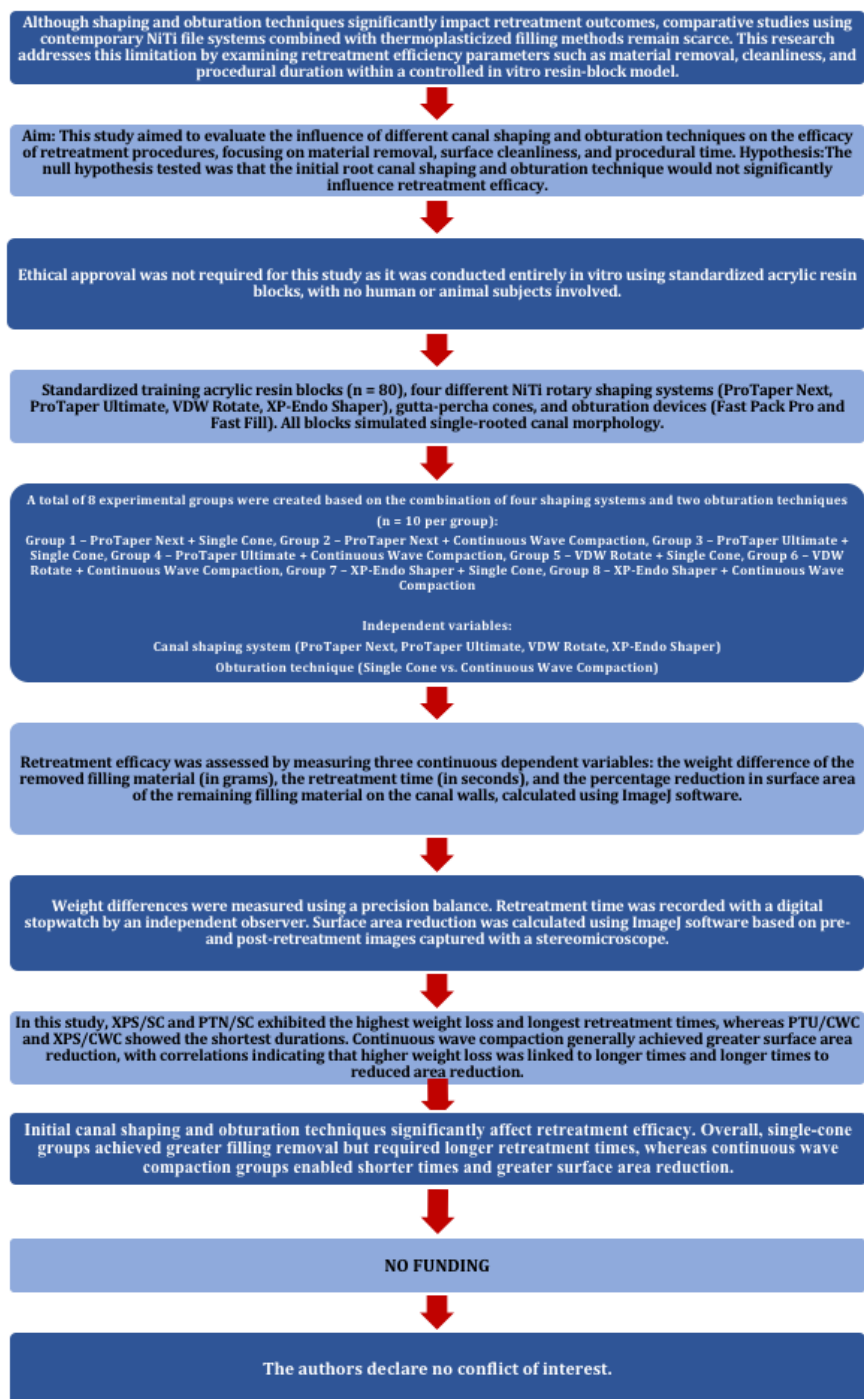 Although shaping and obturation techniques significantly impact retreatment outcomes, comparative studies using
contemporary NiTi file systems combined with thermoplasticized filling methods remain scarce. This research
addresses this limitation by examining retreatment efficiency parameters such as material removal, cleanliness, and
procedural duration within a controlled in vitro resin-block model.
Aim: This study aimed to evaluate the influence of different canal shaping and obturation techniques on the efficacy
of retreatment procedures, focusing on material removal, surface cleanliness, and procedural time. Hypothesis:The
null hypothesis tested was that the initial root canal shaping and obturation technique would not significantly
influence retreatment efficacy.
Ethical approval was not required for this study as it was conducted entirely in vitro using standardized acrylic resin
blocks, with no human or animal subjects involved.
Standardized training acrylic resin blocks (n = 80), four different NiTi rotary shaping systems (ProTaper Next,
ProTaper Ultimate, VDW Rotate, XP-Endo Shaper), gutta-percha cones, and obturation devices (Fast Pack Pro and
Fast Fill). All blocks simulated single-rooted canal morphology.
A total of 8 experimental groups were created based on the combination of four shaping systems and two obturation techniques
(n = 10 per group):
Group 1 – ProTaper Next + Single Cone, Group 2 – ProTaper Next + Continuous Wave Compaction, Group 3 – ProTaper Ultimate +
Single Cone, Group 4 – ProTaper Ultimate + Continuous Wave Compaction, Group 5 – VDW Rotate + Single Cone, Group 6 – VDW
Rotate + Continuous Wave Compaction, Group 7 – XP-Endo Shaper + Single Cone, Group 8 – XP-Endo Shaper + Continuous Wave
Compaction
Independent variables:
Canal shaping system (ProTaper Next, ProTaper Ultimate, VDW Rotate, XP-Endo Shaper)
Obturation technique (Single Cone vs. Continuous Wave Compaction)
Retreatment efficacy was assessed by measuring three continuous dependent variables: the weight difference of the
removed filling material (in grams), the retreatment time (in seconds), and the percentage reduction in surface area
of the remaining filling material on the canal walls, calculated using ImageJ software.
Weight differences were measured using a precision balance. Retreatment time was recorded with a digital
stopwatch by an independent observer. Surface area reduction was calculated using ImageJ software based on pre-
and post-retreatment images captured with a stereomicroscope.
In this study, XPS/SC and PTN/SC exhibited the highest weight loss and longest retreatment times, whereas PTU/CWC
and XPS/CWC showed the shortest durations. Continuous wave compaction generally achieved greater surface area
reduction, with correlations indicating that higher weight loss was linked to longer times and longer times to
reduced area reduction.
Initial canal shaping and obturation techniques significantly affect retreatment efficacy. Overall, single-cone
groups achieved greater filling removal but required longer retreatment times, whereas continuous wave
compaction groups enabled shorter times and greater surface area reduction.
NO FUNDING
The authors declare no conflict of interest.